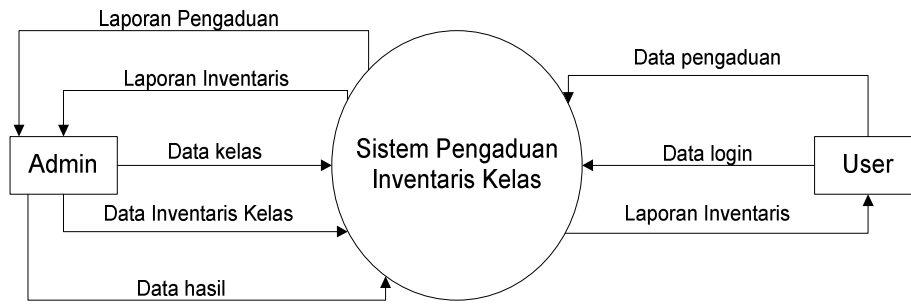 Laporan Pengaduan
Laporan Inventaris
Data pengaduan
Admin
Data kelas
Sistem Pengaduan
Inventaris Kelas
Data login
User
Data Inventaris Kelas
Laporan Inventaris
Data hasil